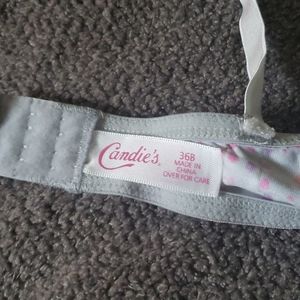 Candie's
36B
MADE IN
CHINA
OVER FOR CARE